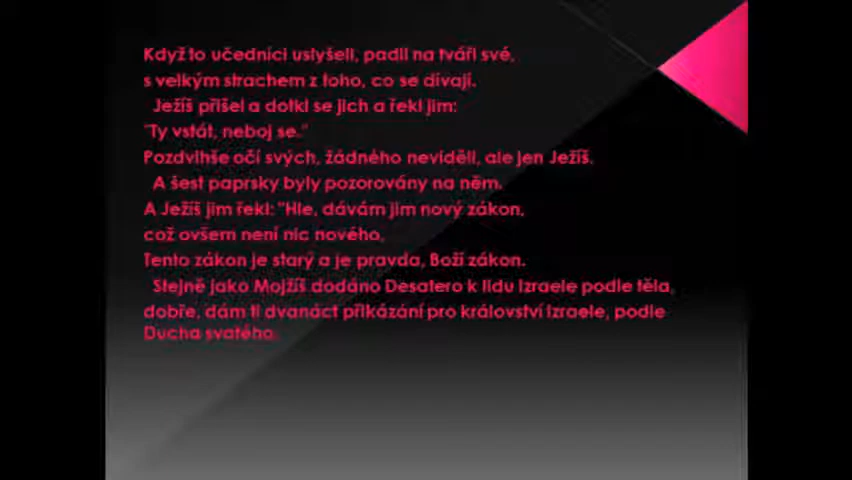 Když to učedníci uslyšeli, padli na tváři své,
s velkým strachem z toho, co se dívají.
Ježíš přišel a dotkl se jich a řekl jim:
"Ty vstát, neboj se."
Pozdvihše očí svých, žádného neviděli, ale jen Ježíš.
A šest paprsky byly pozorovány na něm.
A Ježíš jim řekl: "Hle, dávám jim nový zákon,
což ovšem není nic nového,
Tento zákon je starý a je pravda, Boží zákon.
Stejně jako Mojžíš dodáno Desatero k lidu Izraele podle těla,
dobře, dám ti dvanáct přikázání pro království Izraele, podle
Ducha svatého.